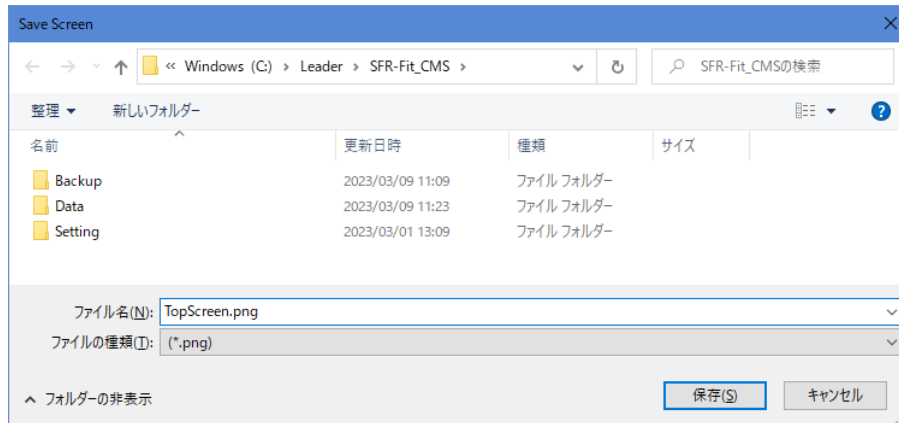 Save Screen
« Windows (C:) › Leader › SFR-Fit_CMS › SFR-Fit_CMSの検索
整理 新しいフォルダー ?
名前 更新日時 種類 サイズ
Backup 2023/03/09 11:09 ファイル フォルダー
Data 2023/03/09 11:23 ファイル フォルダー
Setting 2023/03/01 13:09 ファイル フォルダー
ファイル名(N): TopScreen.png
ファイルの種類(T): (*.png)
フォルダーの非表示 保存(S) キャンセル